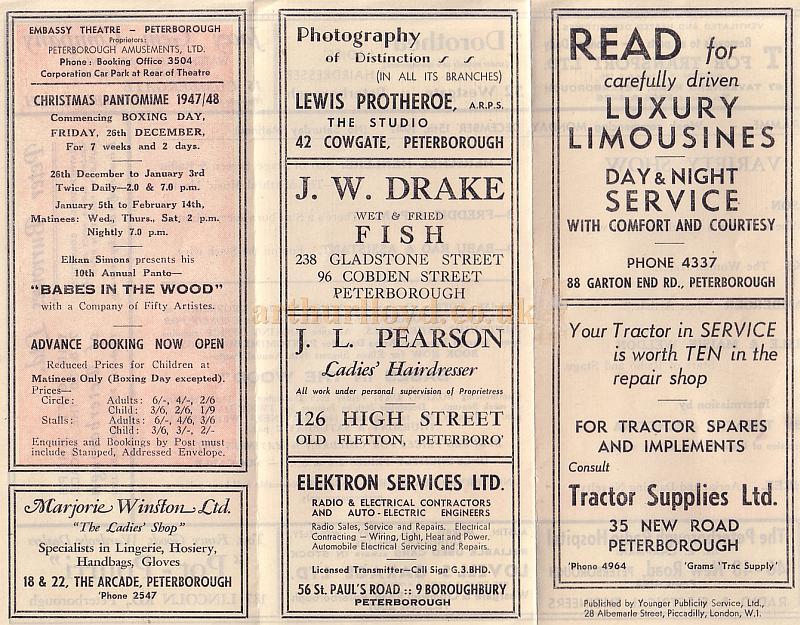 EMBASSY THEATRE – PETERBOROUGH
Proprietors:
PETERBOROUGH AMUSEMENTS, LTD.
Phone: Booking Office 3504
Corporation Car Park at Rear of Theatre
CHRISTMAS PANTOMIME 1947/48
Commencing BOXING DAY,
FRIDAY, 26th DECEMBER,
For 7 weeks and 2 days.
26th December to January 3rd
Twice Daily—2.0 & 7.0 p.m.
January 5th to February 14th,
Matinees: Wed., Thurs., Sat., 2 p.m.
Nightly 7.0 p.m.
Elkan Simons presents his
10th Annual Panto—
"BABES IN THE WOOD"
with a Company of Fifty Artistes.
ADVANCE BOOKING NOW OPEN
Reduced Prices for Children at
Matinees Only (Boxing Day excepted).
Prices—
Circle: Adults: 6/-, 4/-, 2/6
Child: 3/6, 2/6, 1/9
Stalls: Adults: 6/-, 4/6, 3/6
Child: 3/6, 3/-, 2/-
Enquiries and Bookings by Post must
include Stamped, Addressed Envelope.
Marjorie Winston Ltd.
"The Ladies' Shop"
Specialists in Lingerie, Hosiery,
Handbags, Gloves
18 & 22, THE ARCADE, PETERBOROUGH
'Phone 2547
Photography
of Distinction
(IN ALL ITS BRANCHES)
LEWIS PROTHEROE, A.R.P.S.
THE STUDIO
42 COWGATE, PETERBOROUGH
J. W. DRAKE
WET & FRIED
FISH
238 GLADSTONE STREET
96 COBDEN STREET
PETERBOROUGH
arthurlloyd.co.uk
J. L. PEARSON
Ladies' Hairdresser
All work under personal supervision of Proprietress
126 HIGH STREET
OLD FLETTON, PETERBORO'
ELEKTRON SERVICES LTD.
RADIO & ELECTRICAL CONTRACTORS
AND AUTO-ELECTRIC ENGINEERS
Radio Sales, Service and Repairs. Electrical
Contracting — Wiring, Light, Heat and Power.
Automobile Electrical Servicing and Repairs.
Licensed Transmitter—Call Sign G.3.BHD.
56 St. PAUL'S ROAD :: 9 BOROUGHBURY
PETERBOROUGH
READ for
carefully driven
LUXURY
LIMOUSINES
DAY & NIGHT
SERVICE
WITH COMFORT AND COURTESY
PHONE 4337
88 GARTON END RD., PETERBOROUGH
Your Tractor in SERVICE
is worth TEN in the
repair shop
FOR TRACTOR SPARES
AND IMPLEMENTS
Consult
Tractor Supplies Ltd.
35 NEW ROAD
PETERBOROUGH
'Phone 4964 'Grams 'Trac Supply'
Published by Younger Publicity Service, Ltd.,
28 Albemarle Street, Piccadilly, London, W.1.